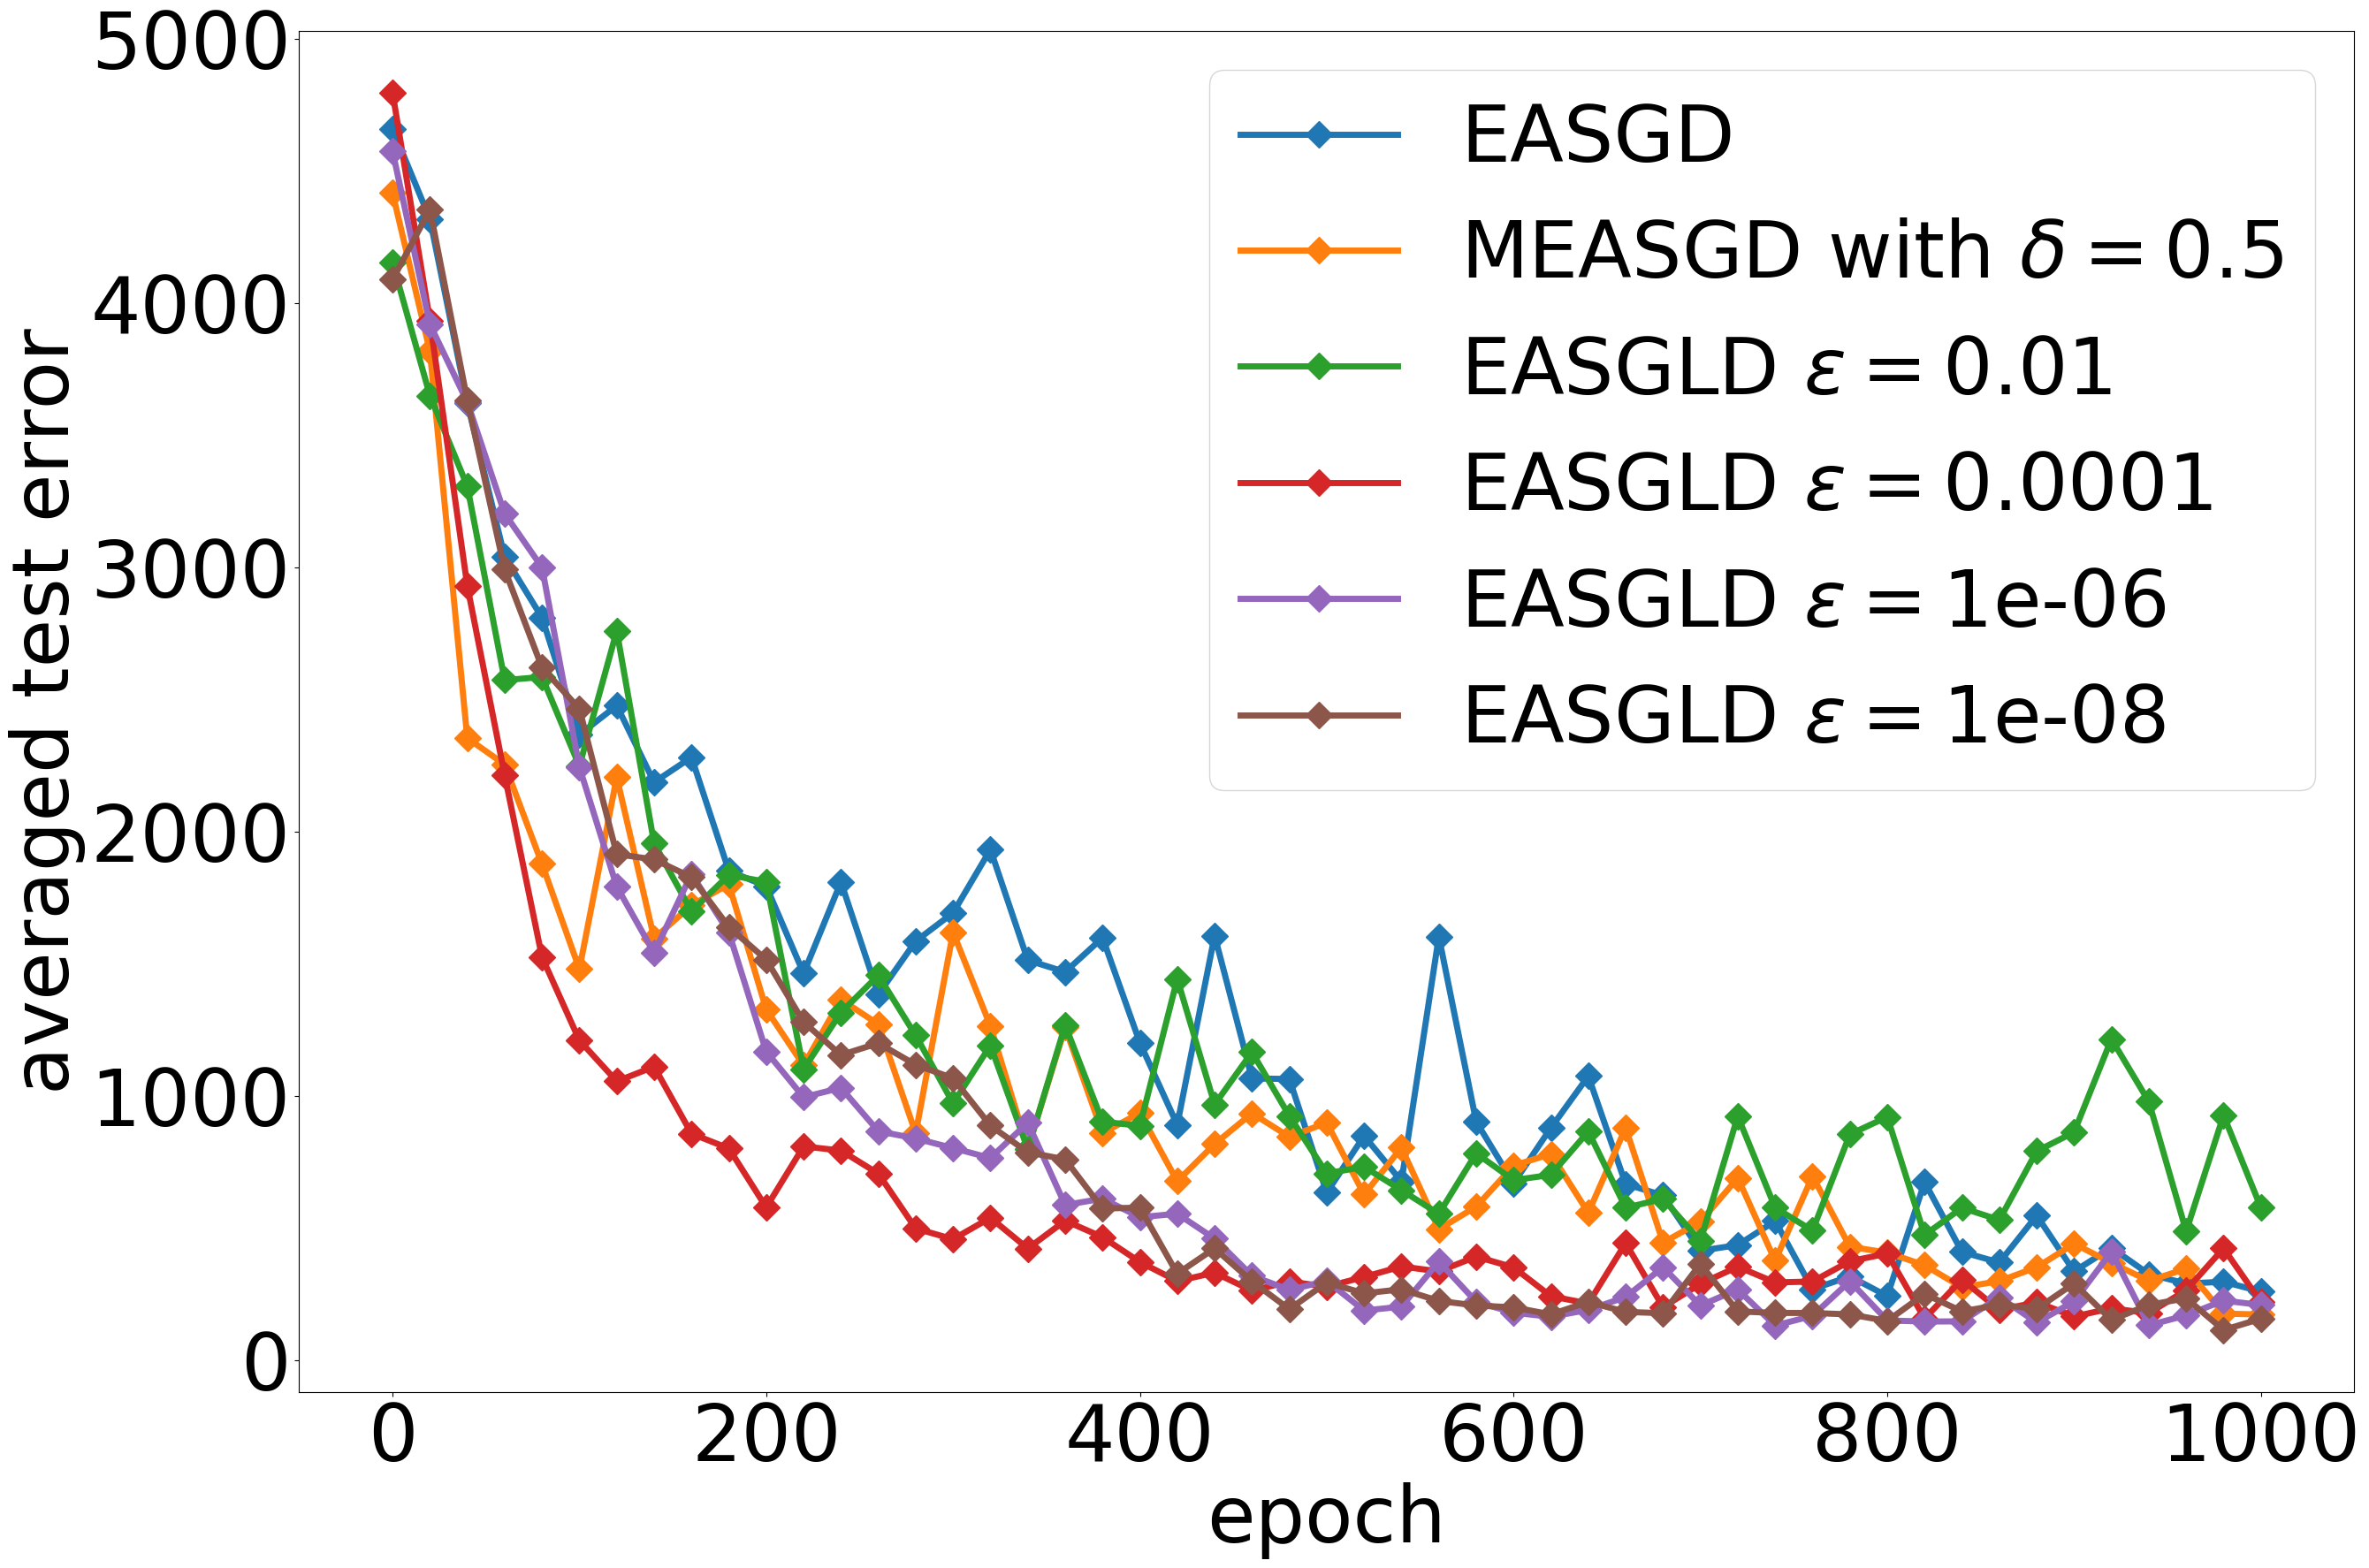 5000
4000
3000
2000
1000
0
averaged test error
0
200
400
600
800
1000
epoch
EASGD
MEASGD with δ = 0.5
EASGLD ε = 0.01
EASGLD ε = 0.0001
EASGLD ε = 1e-06
EASGLD ε = 1e-08